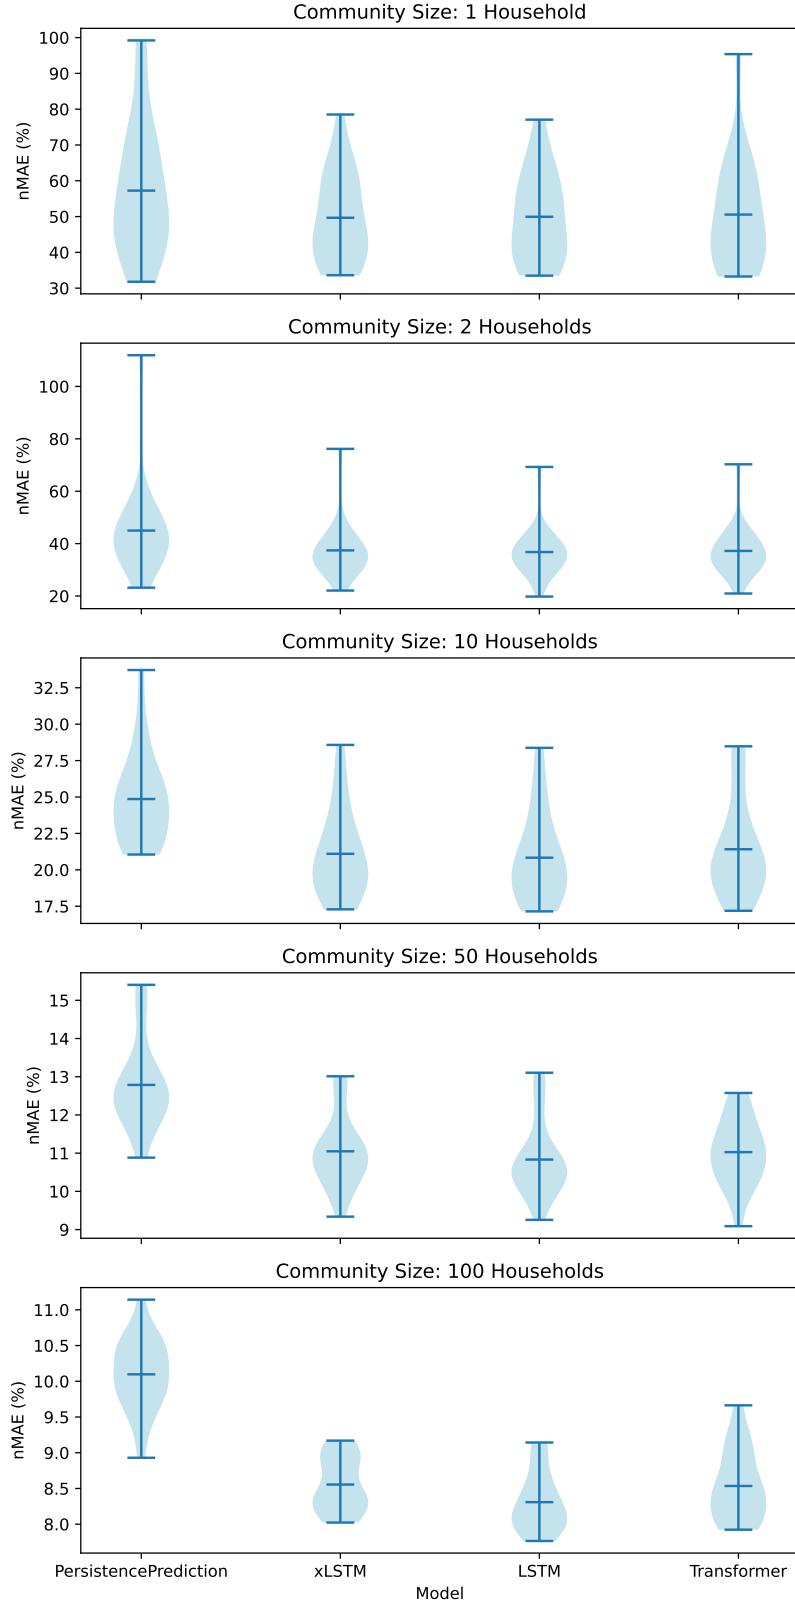 Community Size: 1 Household
100
90
80
70
60
50
40
30
nMAE (%)
Community Size: 2 Households
100
80
60
40
20
nMAE (%)
Community Size: 10 Households
32.5
30.0
27.5
25.0
22.5
20.0
17.5
nMAE (%)
Community Size: 50 Households
15
14
13
12
11
10
9
nMAE (%)
Community Size: 100 Households
11.0
10.5
10.0
9.5
9.0
8.5
8.0
nMAE (%)
PersistencePrediction xLSTM LSTM Transformer
Model